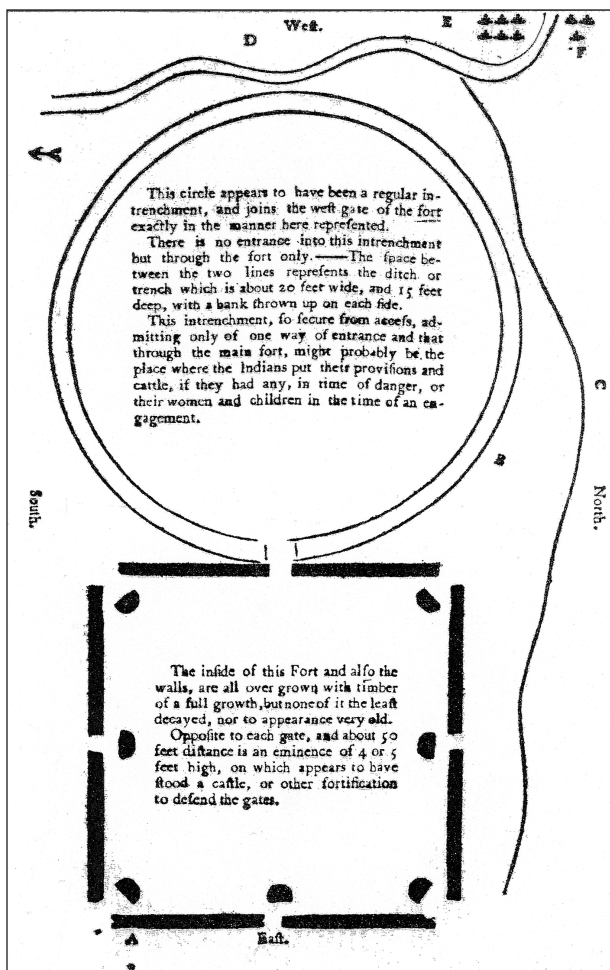 Weſt.
D
E
F
This circle appears to have been a regular in-
trenchment, and joins the weſt gate of the fort
exactly in the manner here repreſented.
There is no entrance into this intrenchment
but through the fort only.——The ſpace be-
tween the two lines repreſents the ditch or
trench which is about 20 feet wide, and 15 feet
deep, with a bank thrown up on each ſide.
This intrenchment, ſo ſecure from acceſs, ad-
mitting only of one way of entrance and that
through the main fort, might probably be the
place where the Indians put their proviſions and
cattle, if they had any, in time of danger, or
their women and children in the time of an en-
gagement.
C
B
South.
North.
The inſide of this Fort and alſo the
walls, are all over grown with timber
of a full growth, but none of it the leaſt
decayed, nor to appearance very old.
Oppoſite to each gate, and about 50
feet diſtance is an eminence of 4 or 5
feet high, on which appears to have
ſtood a caſtle, or other fortification
to defend the gates.
A
Eaſt.